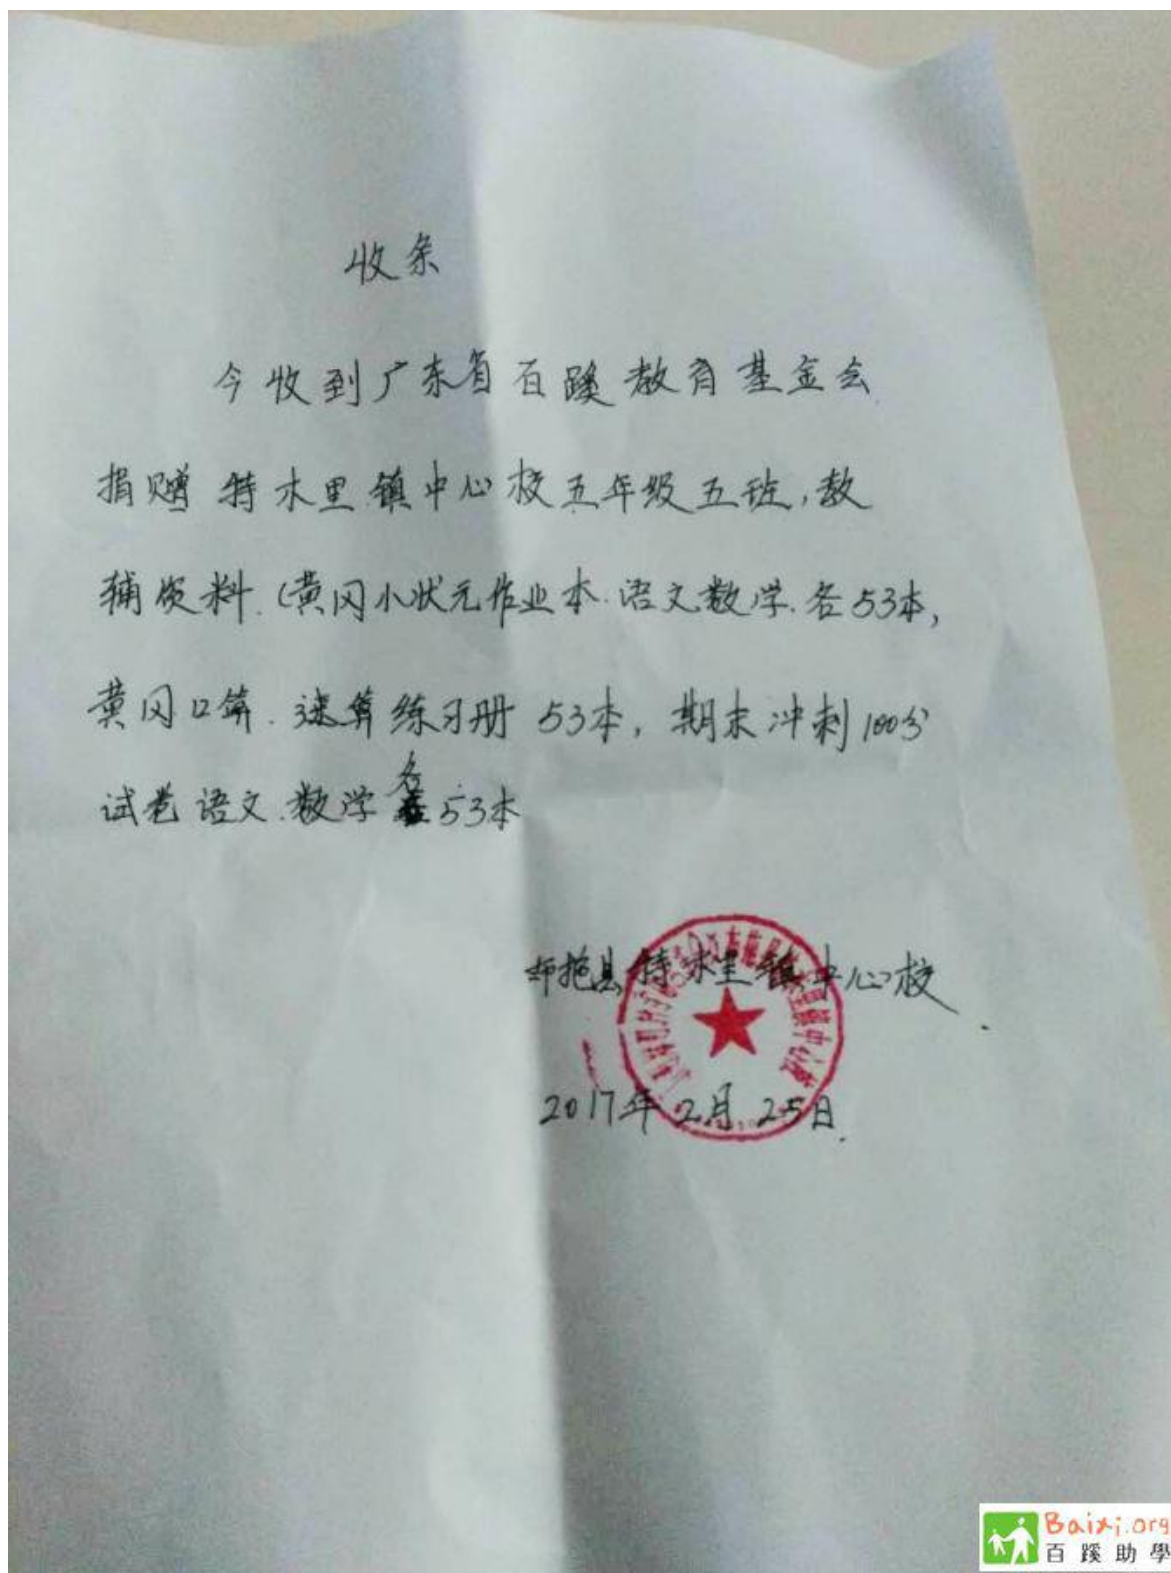 收条
今收到广东省百蹊教育基金会
捐赠特木里镇中心校五年级五班,教
辅资料.(黄冈小状元作业本.语文数学.各53本,
黄冈口算.速算练习册 53本,期末冲刺100分
试卷语文.数学各53本
布拖县特木里镇中心校
2017年2月25日.
Baixi.org
百蹊助學